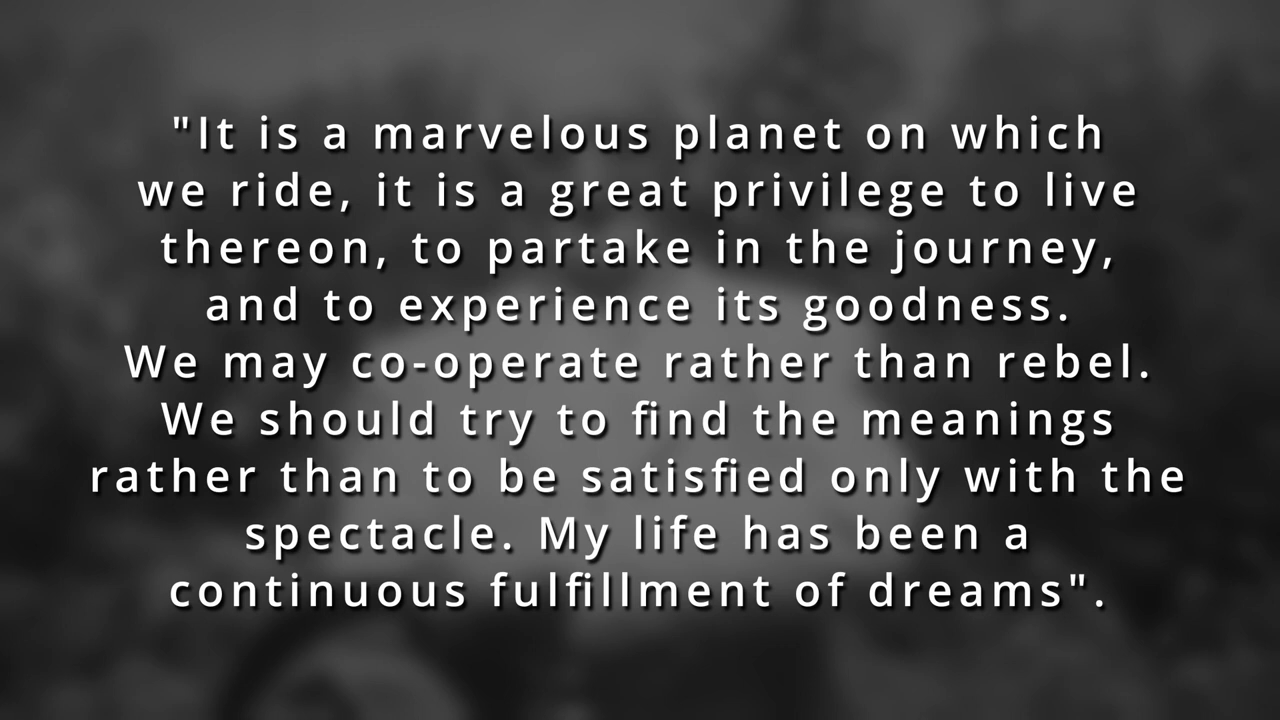 "It is a marvelous planet on which
we ride, it is a great privilege to live
thereon, to partake in the journey,
and to experience its goodness.
We may co-operate rather than rebel.
We should try to find the meanings
rather than to be satisfied only with the
spectacle. My life has been a
continuous fulfillment of dreams".